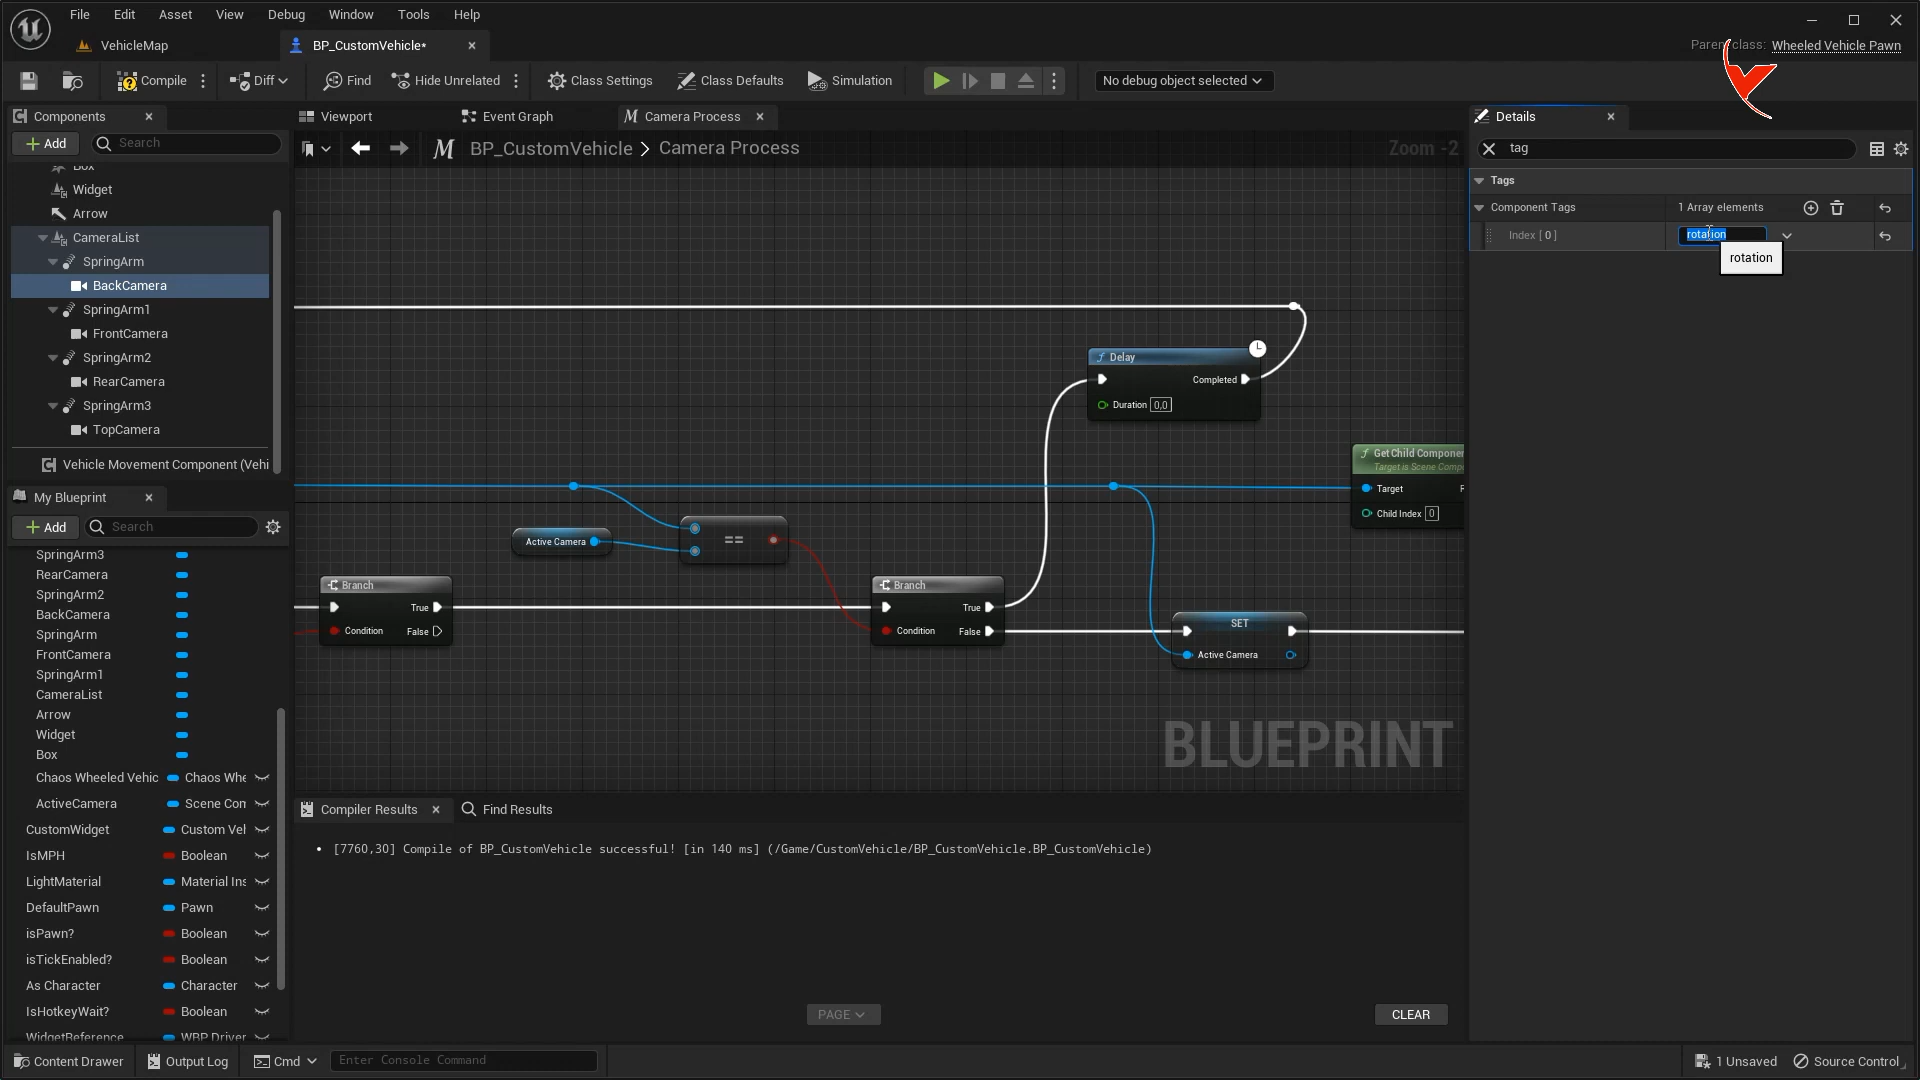 File Edit Asset View Debug Window Tools Help
VehicleMap
BP_CustomVehicle*
Parent class: Wheeled Vehicle Pawn
Compile
Diff
Find
Hide Unrelated
Class Settings
Class Defaults
Simulation
No debug object selected
Components
Add
Search
Box
Widget
Arrow
CameraList
SpringArm
BackCamera
SpringArm1
FrontCamera
SpringArm2
RearCamera
SpringArm3
TopCamera
Vehicle Movement Component (Vehi
My Blueprint
Add
Search
SpringArm3
RearCamera
SpringArm2
BackCamera
SpringArm
FrontCamera
SpringArm1
CameraList
Arrow
Widget
Box
Chaos Wheeled Vehic Chaos Whe
ActiveCamera Scene Com
CustomWidget Custom Veh
IsMPH Boolean
LightMaterial Material Ins
DefaultPawn Pawn
isPawn? Boolean
isTickEnabled? Boolean
As Character Character
IsHotkeyWait? Boolean
WidgetReference WBP Driver
Viewport
Event Graph
Camera Process
BP_CustomVehicle > Camera Process
Zoom -2
Delay
Completed
Duration 0,0
Get Child Componen
Target is Scene Compo
Target
Child Index 0
Active Camera
==
Branch
True
Condition False
Branch
True
Condition False
SET
Active Camera
BLUEPRINT
Compiler Results
Find Results
[7760,30] Compile of BP_CustomVehicle successful! [in 140 ms] (/Game/CustomVehicle/BP_CustomVehicle.BP_CustomVehicle)
PAGE
CLEAR
Details
tag
Tags
Component Tags 1 Array elements
Index [ 0 ] rotation
rotation
Content Drawer
Output Log
Cmd
Enter Console Command
1 Unsaved
Source Control